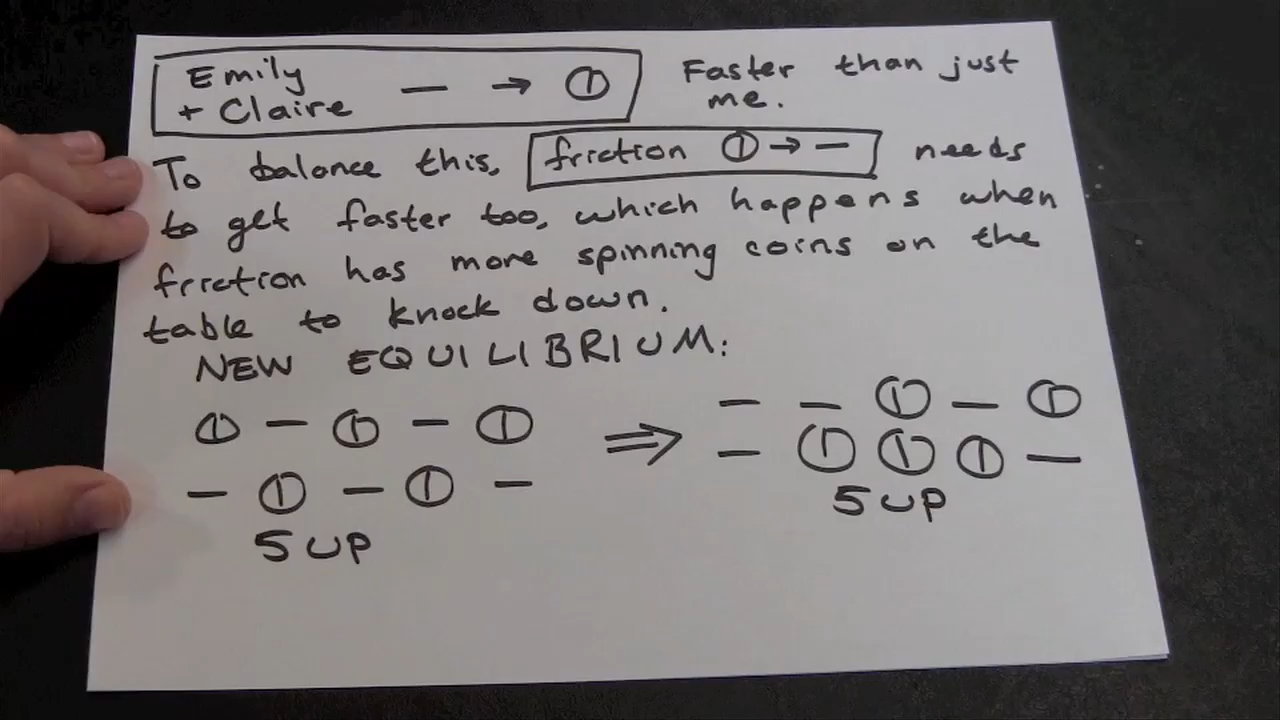 Emily + Claire — → ① Faster than just me.
To balance this, friction ① → — needs
to get faster too, which happens when
friction has more spinning coins on the
table to knock down.
NEW EQUILIBRIUM:
① — ① — ① ⇒ — — ① — ①
— ① — ① — — ① ① ① —
5 UP 5 UP